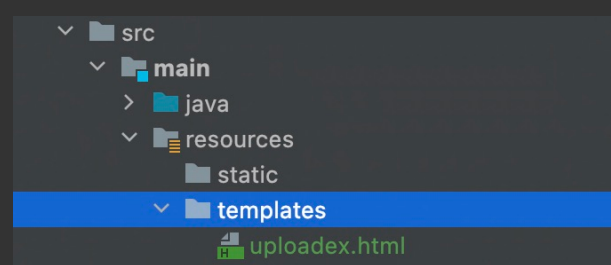 src
main
java
resources
static
templates
H
uploadex.html